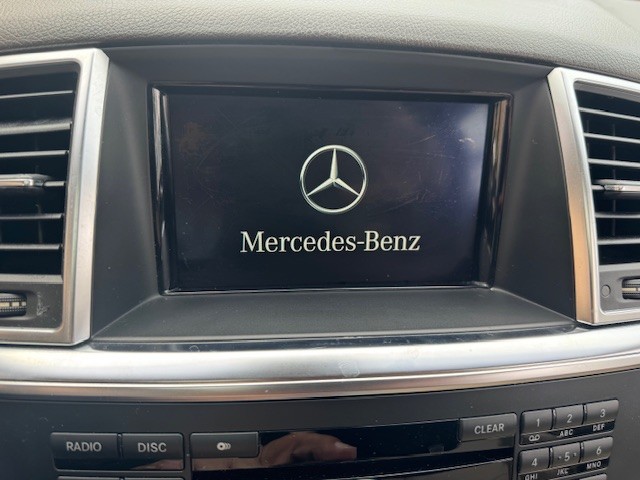 Mercedes-Benz
RADIO DISC CLEAR 1 2 ABC 3 DEF
4 GHI 5 JKL 6 MNO